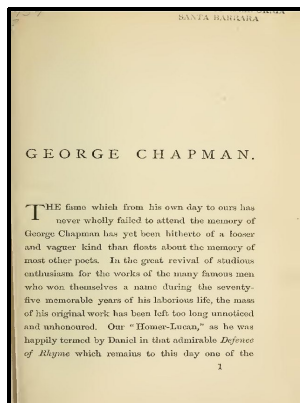 SANTA BARBARA
GEORGE CHAPMAN.
THE fame which from his own day to ours has
never wholly failed to attend the memory of
George Chapman has yet been hitherto of a looser
and vaguer kind than floats about the memory of
most other poets. In the great revival of studious
enthusiasm for the works of the many famous men
who won themselves a name during the seventy-
five memorable years of his laborious life, the mass
of his original work has been left too long unnoticed
and unhonoured. Our "Homer-Lucan," as he was
happily termed by Daniel in that admirable Defence
of Rhyme which remains to this day one of the
1